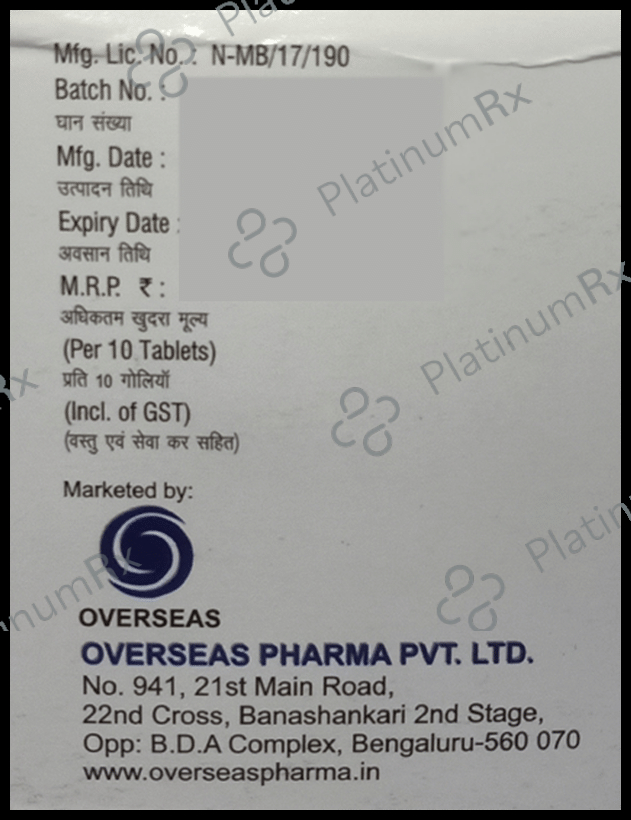 Mfg. Lic. No. : N-MB/17/190
Batch No. :
घान संख्या
Mfg. Date :
उत्पादन तिथि
Expiry Date :
अवसान तिथि
M.R.P. ₹ :
अधिकतम खुदरा मूल्य
(Per 10 Tablets)
प्रति 10 गोलियाँ
(Incl. of GST)
(वस्तु एवं सेवा कर सहित)
Marketed by:
OVERSEAS
OVERSEAS PHARMA PVT. LTD.
No. 941, 21st Main Road,
22nd Cross, Banashankari 2nd Stage,
Opp: B.D.A Complex, Bengaluru-560 070
www.overseaspharma.in
PlatinumRx
PlatinumRx
PlatinumRx